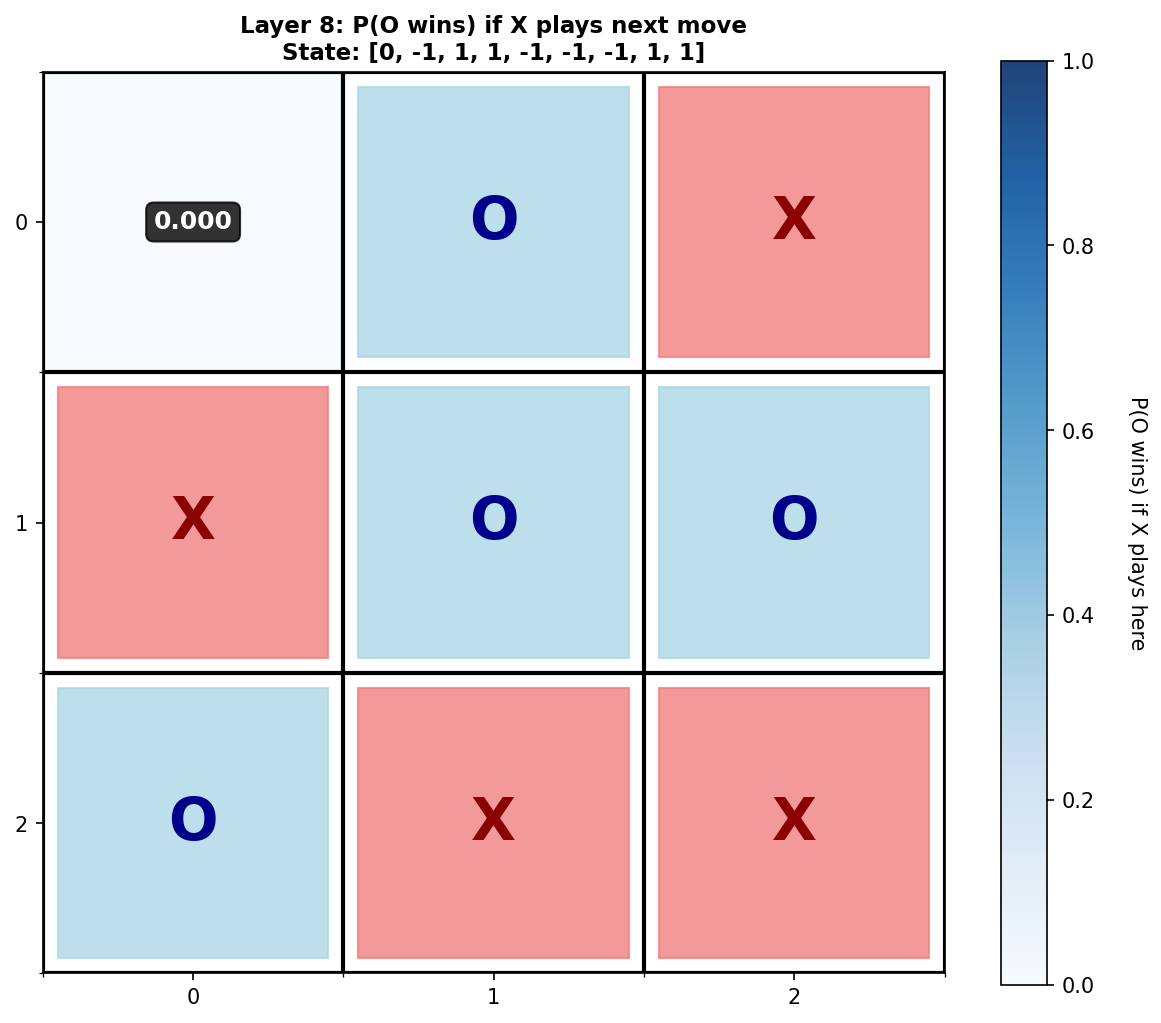 Layer 8: P(O wins) if X plays next move
State: [0, -1, 1, 1, -1, -1, -1, 1, 1]
0 0.000 O X
1 X O O
2 O X X
0 1 2
1.0
0.8
0.6
0.4
0.2
0.0
P(O wins) if X plays here